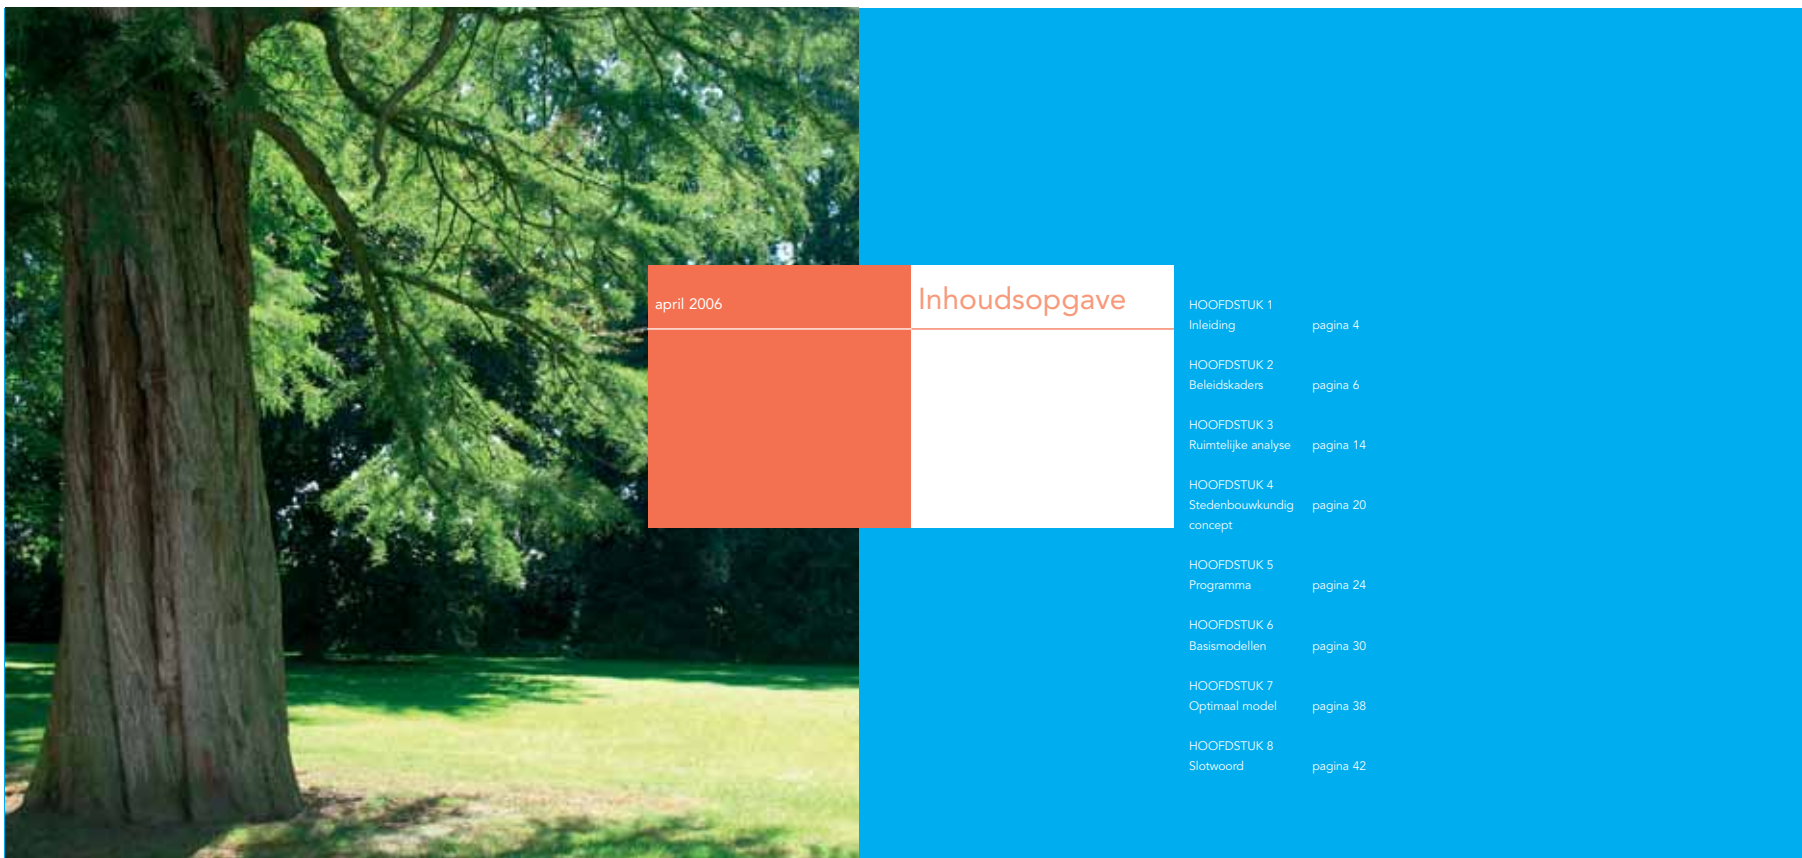 april 2006
Inhoudsopgave
HOOFDSTUK 1
Inleiding pagina 4
HOOFDSTUK 2
Beleidskaders pagina 6
HOOFDSTUK 3
Ruimtelijke analyse pagina 14
HOOFDSTUK 4
Stedenbouwkundig pagina 20
concept
HOOFDSTUK 5
Programma pagina 24
HOOFDSTUK 6
Basismodellen pagina 30
HOOFDSTUK 7
Optimaal model pagina 38
HOOFDSTUK 8
Slotwoord pagina 42